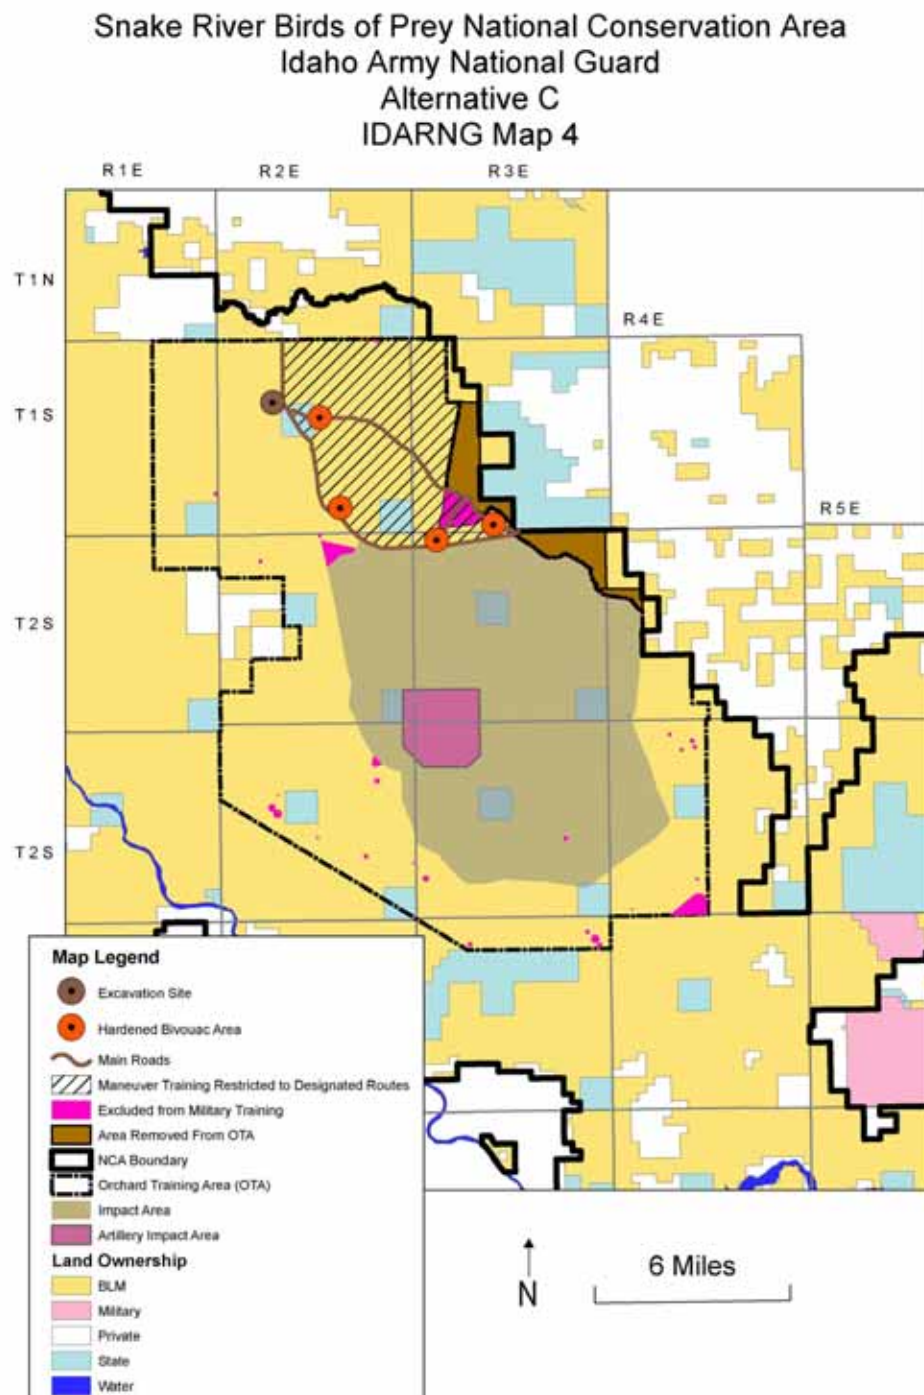 Snake River Birds of Prey National Conservation Area
Idaho Army National Guard
Alternative C
IDARNG Map 4
R1E
R2E
R3E
T1N
R4E
T1S
R5E
T2S
T2S
Map Legend
Excavation Site
Hardened Bivouac Area
Main Roads
Maneuver Training Restricted to Designated Routes
Excluded from Military Training
Area Removed From OTA
NCA Boundary
Orchard Training Area (OTA)
Impact Area
Artillery Impact Area
Land Ownership
BLM
Military
Private
State
Water
N
6 Miles